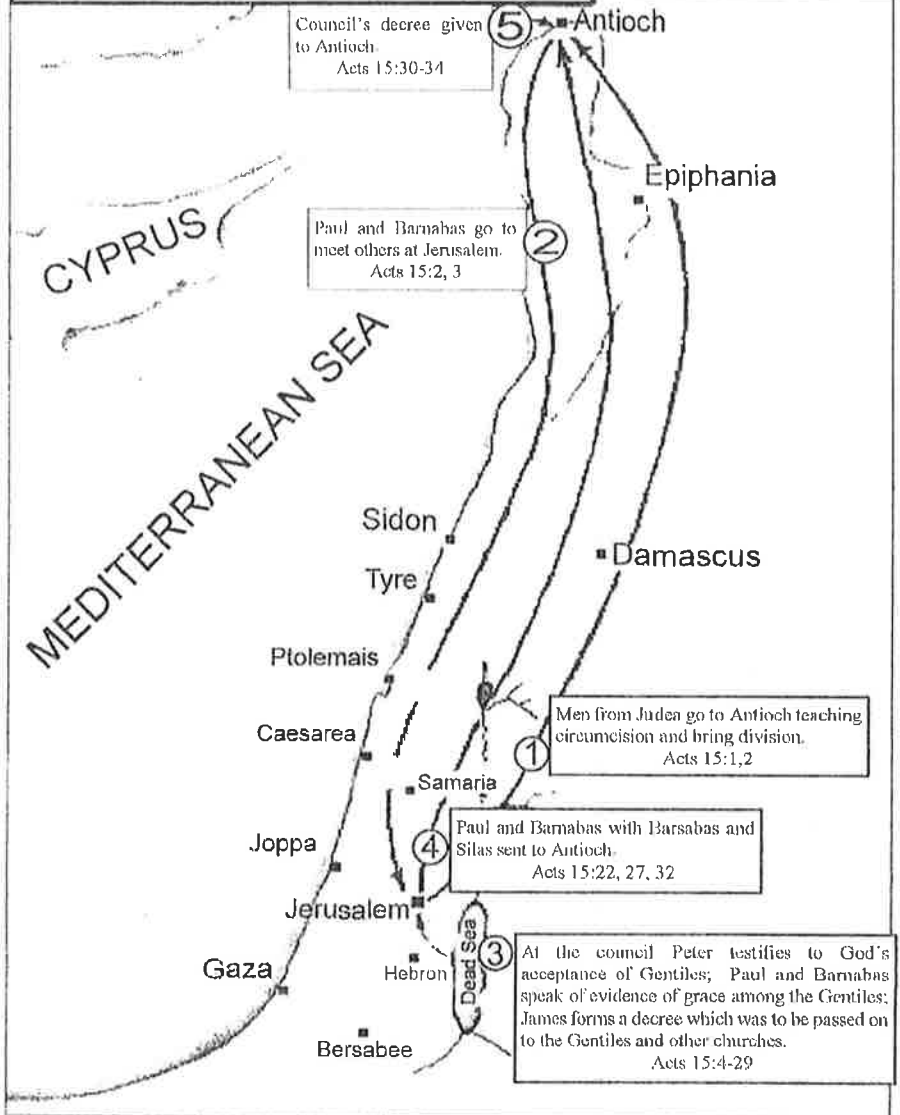 Council's decree given
to Antioch.
Acts 15:30-34
5
Antioch
Epiphania
CYPRUS
Paul and Barnabas go to
meet others at Jerusalem.
Acts 15:2, 3
2
MEDITERRANEAN SEA
Sidon
Damascus
Tyre
Ptolemais
Men from Judea go to Antioch teaching
circumcision and bring division.
Acts 15:1,2
1
Caesarea
Samaria
Paul and Barnabas with Barsabas and
Silas sent to Antioch.
Acts 15:22, 27, 32
4
Joppa
Jerusalem
Dead Sea
3
At the council Peter testifies to God's
acceptance of Gentiles; Paul and Barnabas
speak of evidence of grace among the Gentiles;
James forms a decree which was to be passed on
to the Gentiles and other churches.
Acts 15:4-29
Hebron
Gaza
Bersabee